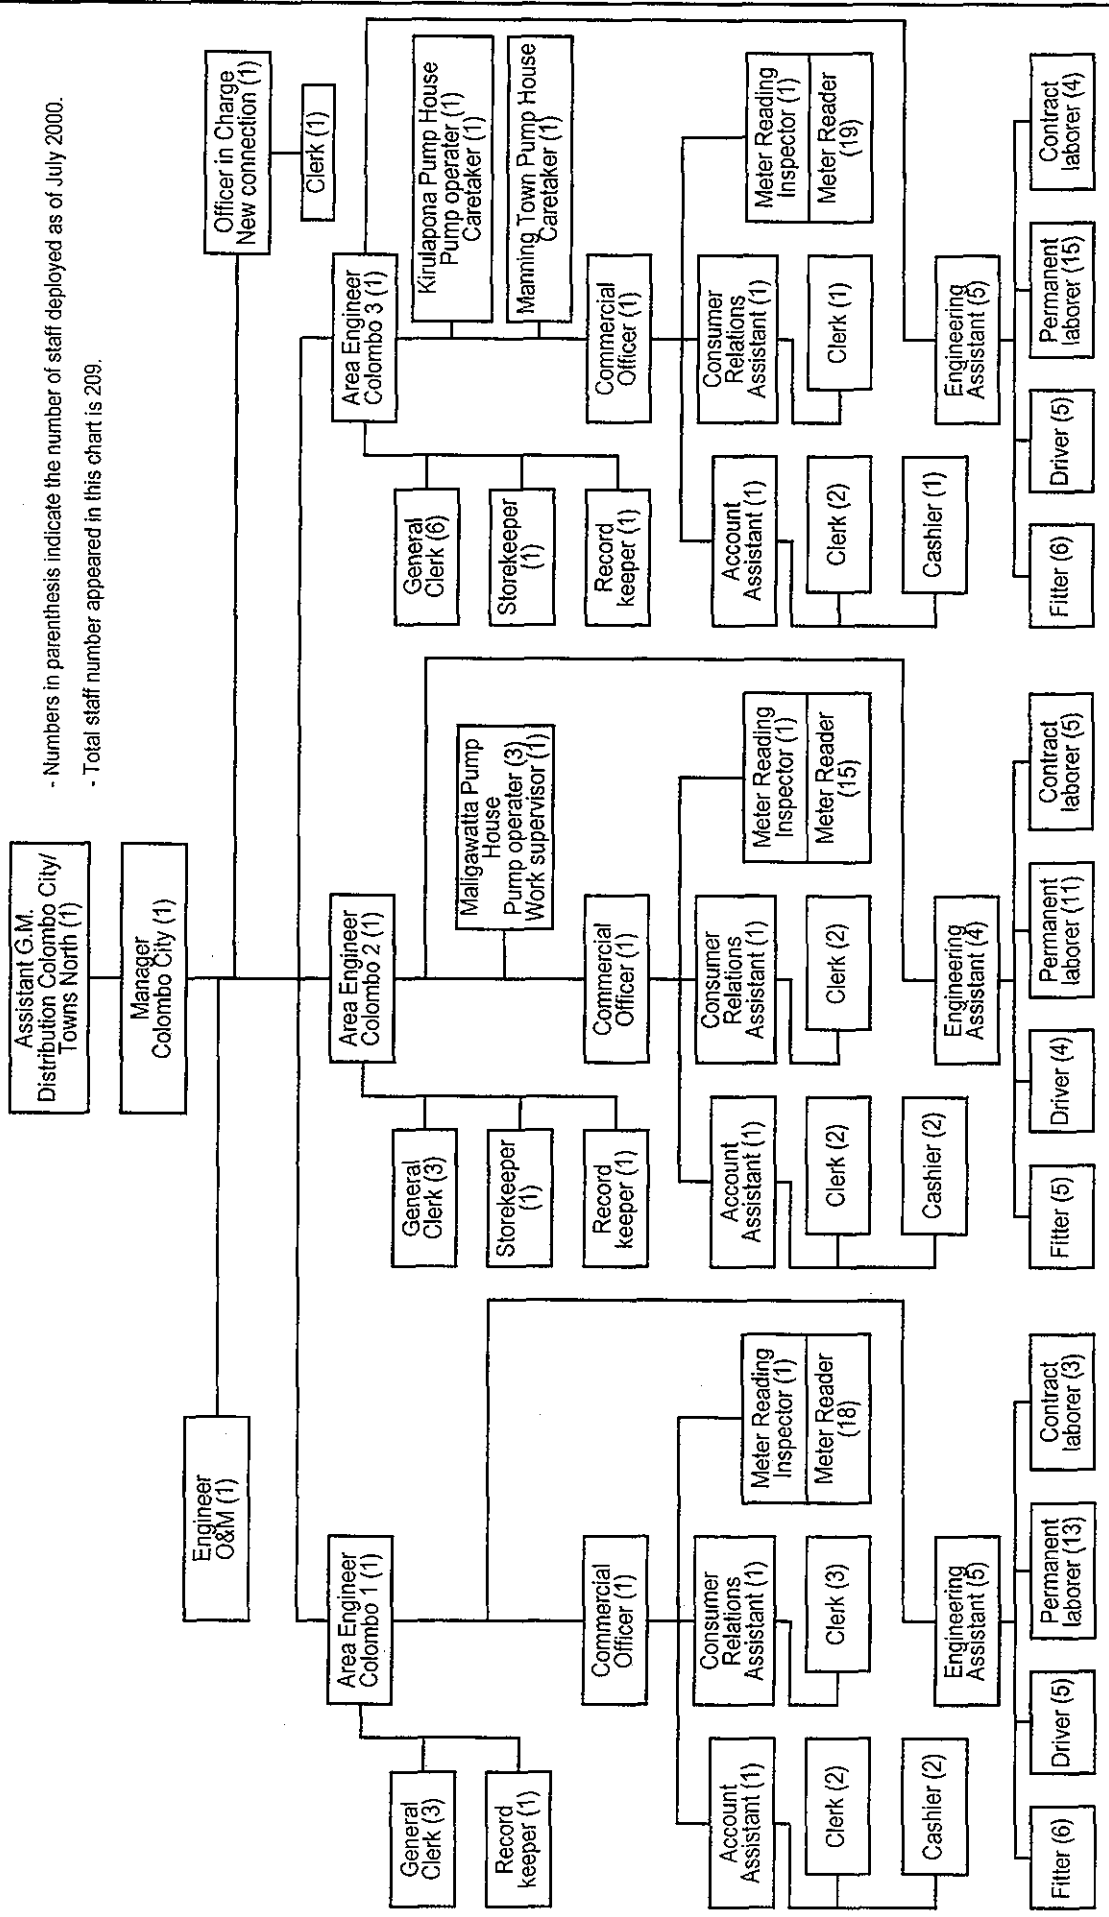 - Numbers in parenthesis indicate the number of staff deployed as of July 2000.
- Total staff number appeared in this chart is 209.
Assistant G.M.
Distribution Colombo City/
Towns North (1)
Manager
Colombo City (1)
Engineer
O&M (1)
Officer in Charge
New connection (1)
Clerk (1)
Area Engineer
Colombo 1 (1)
General
Clerk (3)
Record
keeper (1)
Commercial
Officer (1)
Account
Assistant (1)
Clerk (2)
Cashier (2)
Consumer
Relations
Assistant (1)
Clerk (3)
Meter Reading
Inspector (1)
Meter Reader
(18)
Engineering
Assistant (5)
Fitter (6)
Driver (5)
Permanent
laborer (13)
Contract
laborer (3)
Area Engineer
Colombo 2 (1)
General
Clerk (3)
Storekeeper
(1)
Record
keeper (1)
Maligawatta Pump
House
Pump operater (3)
Work supervisor (1)
Commercial
Officer (1)
Account
Assistant (1)
Clerk (2)
Cashier (2)
Consumer
Relations
Assistant (1)
Clerk (2)
Meter Reading
Inspector (1)
Meter Reader
(15)
Engineering
Assistant (4)
Fitter (5)
Driver (4)
Permanent
laborer (11)
Contract
laborer (5)
Area Engineer
Colombo 3 (1)
General
Clerk (6)
Storekeeper
(1)
Record
keeper (1)
Kirulapona Pump House
Pump operater (1)
Caretaker (1)
Manning Town Pump House
Caretaker (1)
Commercial
Officer (1)
Account
Assistant (1)
Clerk (2)
Cashier (1)
Consumer
Relations
Assistant (1)
Clerk (1)
Meter Reading
Inspector (1)
Meter Reader
(19)
Engineering
Assistant (5)
Fitter (6)
Driver (5)
Permanent
laborer (15)
Contract
laborer (4)